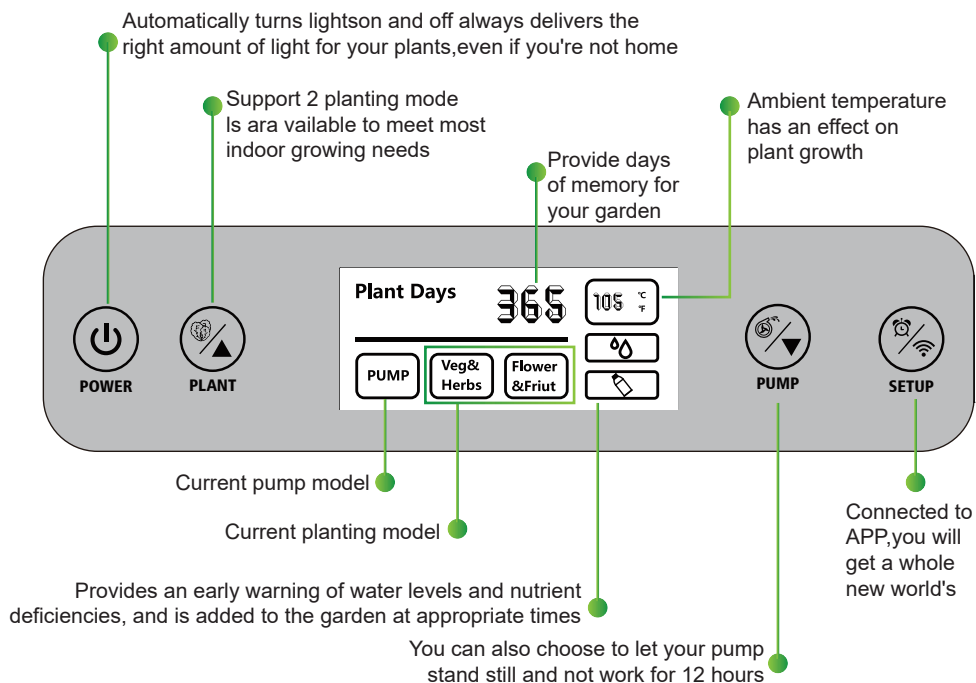 Automatically turns lightson and off always delivers the
right amount of light for your plants,even if you're not home
Support 2 planting mode
Is ara vailable to meet most
indoor growing needs
Ambient temperature
has an effect on
plant growth
Provide days
of memory for
your garden
Plant Days
365
105
°C
°F
PUMP
Veg&
Herbs
Flower
&Friut
POWER
PLANT
PUMP
SETUP
Current pump model
Current planting model
Connected to
APP,you will
get a whole
new world's
Provides an early warning of water levels and nutrient
deficiencies, and is added to the garden at appropriate times
You can also choose to let your pump
stand still and not work for 12 hours